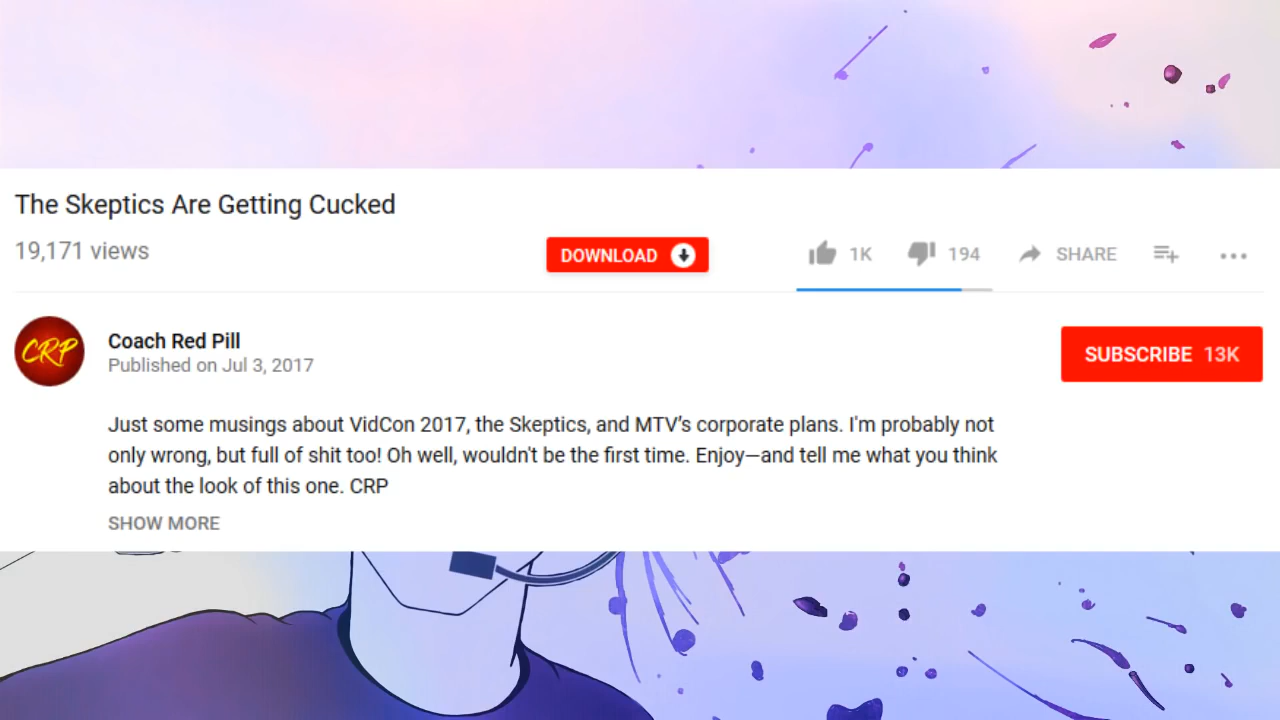 The Skeptics Are Getting Cucked
19,171 views
DOWNLOAD
1K
194
SHARE
CRP
Coach Red Pill
Published on Jul 3, 2017
SUBSCRIBE 13K
Just some musings about VidCon 2017, the Skeptics, and MTV's corporate plans. I'm probably not
only wrong, but full of shit too! Oh well, wouldn't be the first time. Enjoy—and tell me what you think
about the look of this one. CRP
SHOW MORE